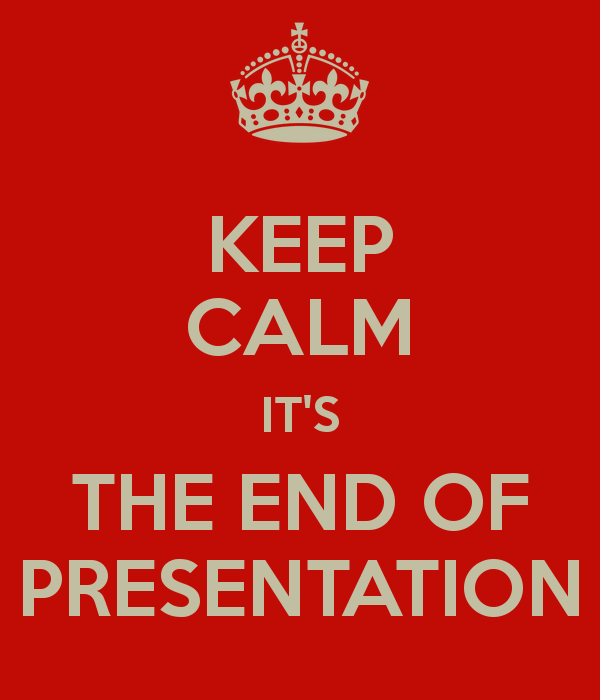 KEEP
CALM
IT'S
THE END OF
PRESENTATION